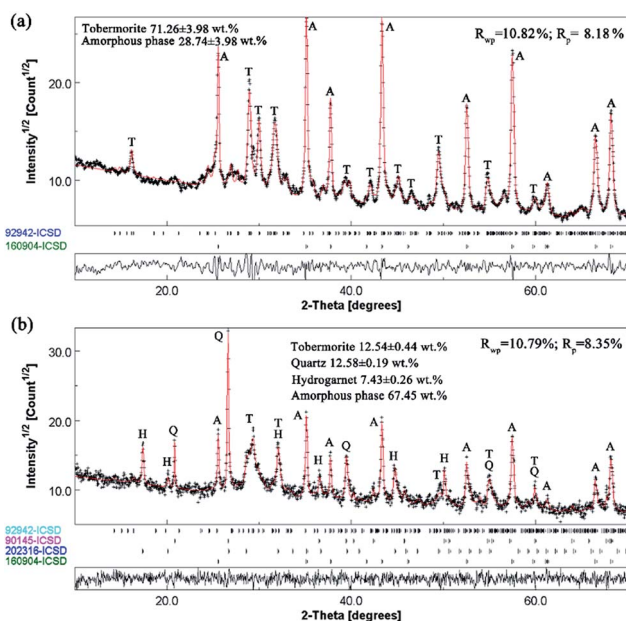 (a)
Tobermorite 71.26±3.98 wt.%
Amorphous phase 28.74±3.98 wt.%
R_wp=10.82%; R_p= 8.18 %
Intensity^1/2 [Count^1/2]
20.0
10.0
T A T T T A A T T A T T T A T A T A A A
92942-ICSD
160904-ICSD
20.0 40.0 60.0
2-Theta [degrees]
(b)
Tobermorite 12.54±0.44 wt.%
Quartz 12.58±0.19 wt.%
Hydrogarnet 7.43±0.26 wt.%
Amorphous phase 67.45 wt.%
R_wp=10.79%; R_p=8.35%
Intensity^1/2 [Count^1/2]
30.0
20.0
10.0
H H Q A Q T T H A H A Q A A H T H A T Q A T Q A A A
92942-ICSD
90145-ICSD
202316-ICSD
160904-ICSD
20.0 40.0 60.0
2-Theta [degrees]